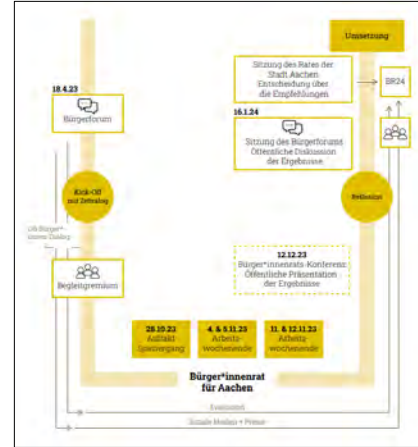 Umsetzung
Sitzung des Rates der
Stadt Aachen
Entscheidung über
die Empfehlungen
BR24
18.4.23
Bürgerforum
16.1.24
Sitzung des Bürgerforums
Öffentliche Diskussion
der Ergebnisse
Kick-Off
mit Zebralog
Reflexion
Begleitgremium
12.12.23
Bürger*innenrats-Konferenz
Öffentliche Präsentation
der Ergebnisse
28.10.23
Auftakt
Spaziergang
4. & 5.11.23
Arbeits-
wochenende
11. & 12.11.23
Arbeits-
wochenende
Bürger*innenrat
für Aachen
Evaluation
Soziale Medien + Presse